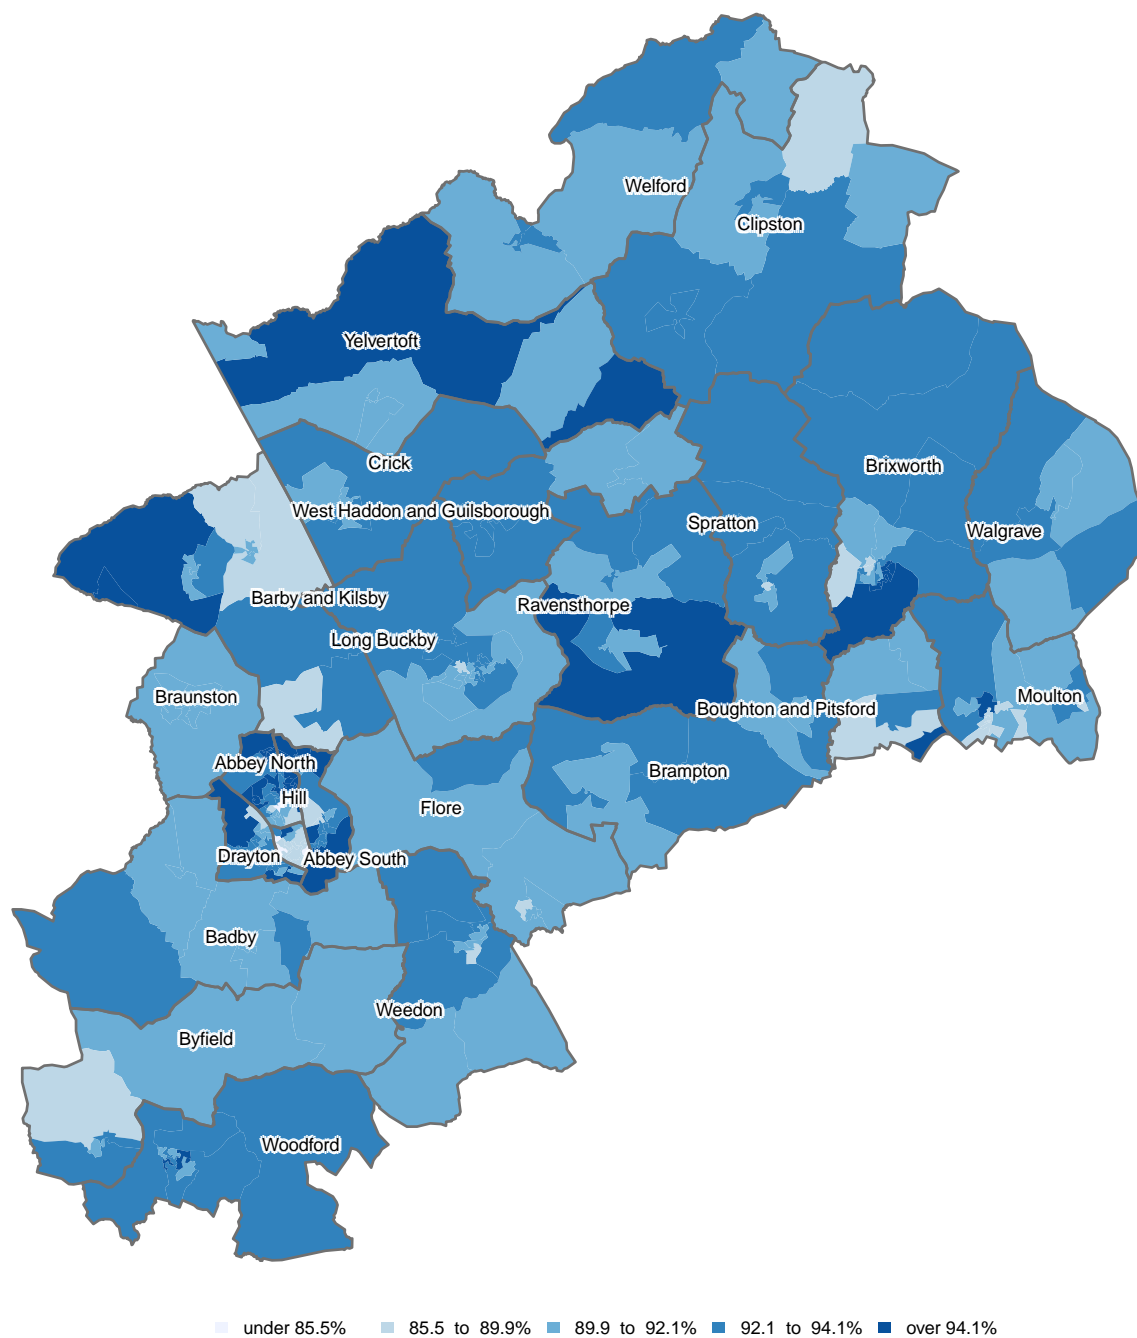 Welford
Clipston
Yelvertoft
Crick
Brixworth
West Haddon and Guilsborough
Spratton
Walgrave
Barby and Kilsby
Ravensthorpe
Long Buckby
Braunston
Moulton
Boughton and Pitsford
Abbey North
Brampton
Hill
Flore
Drayton
Abbey South
Badby
Weedon
Byfield
Woodford
under 85.5%
85.5 to 89.9%
89.9 to 92.1%
92.1 to 94.1%
over 94.1%